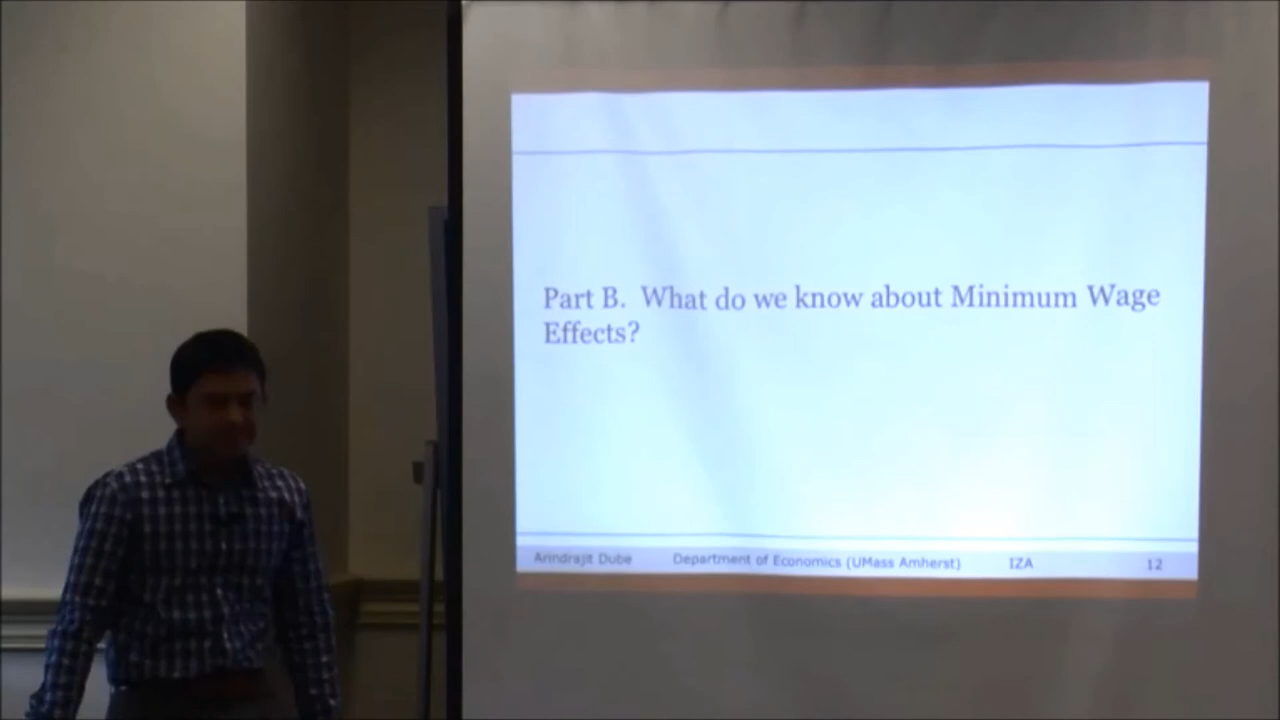 Part B. What do we know about Minimum Wage
Effects?
Arindrajit Dube Department of Economics (UMass Amherst) IZA 12